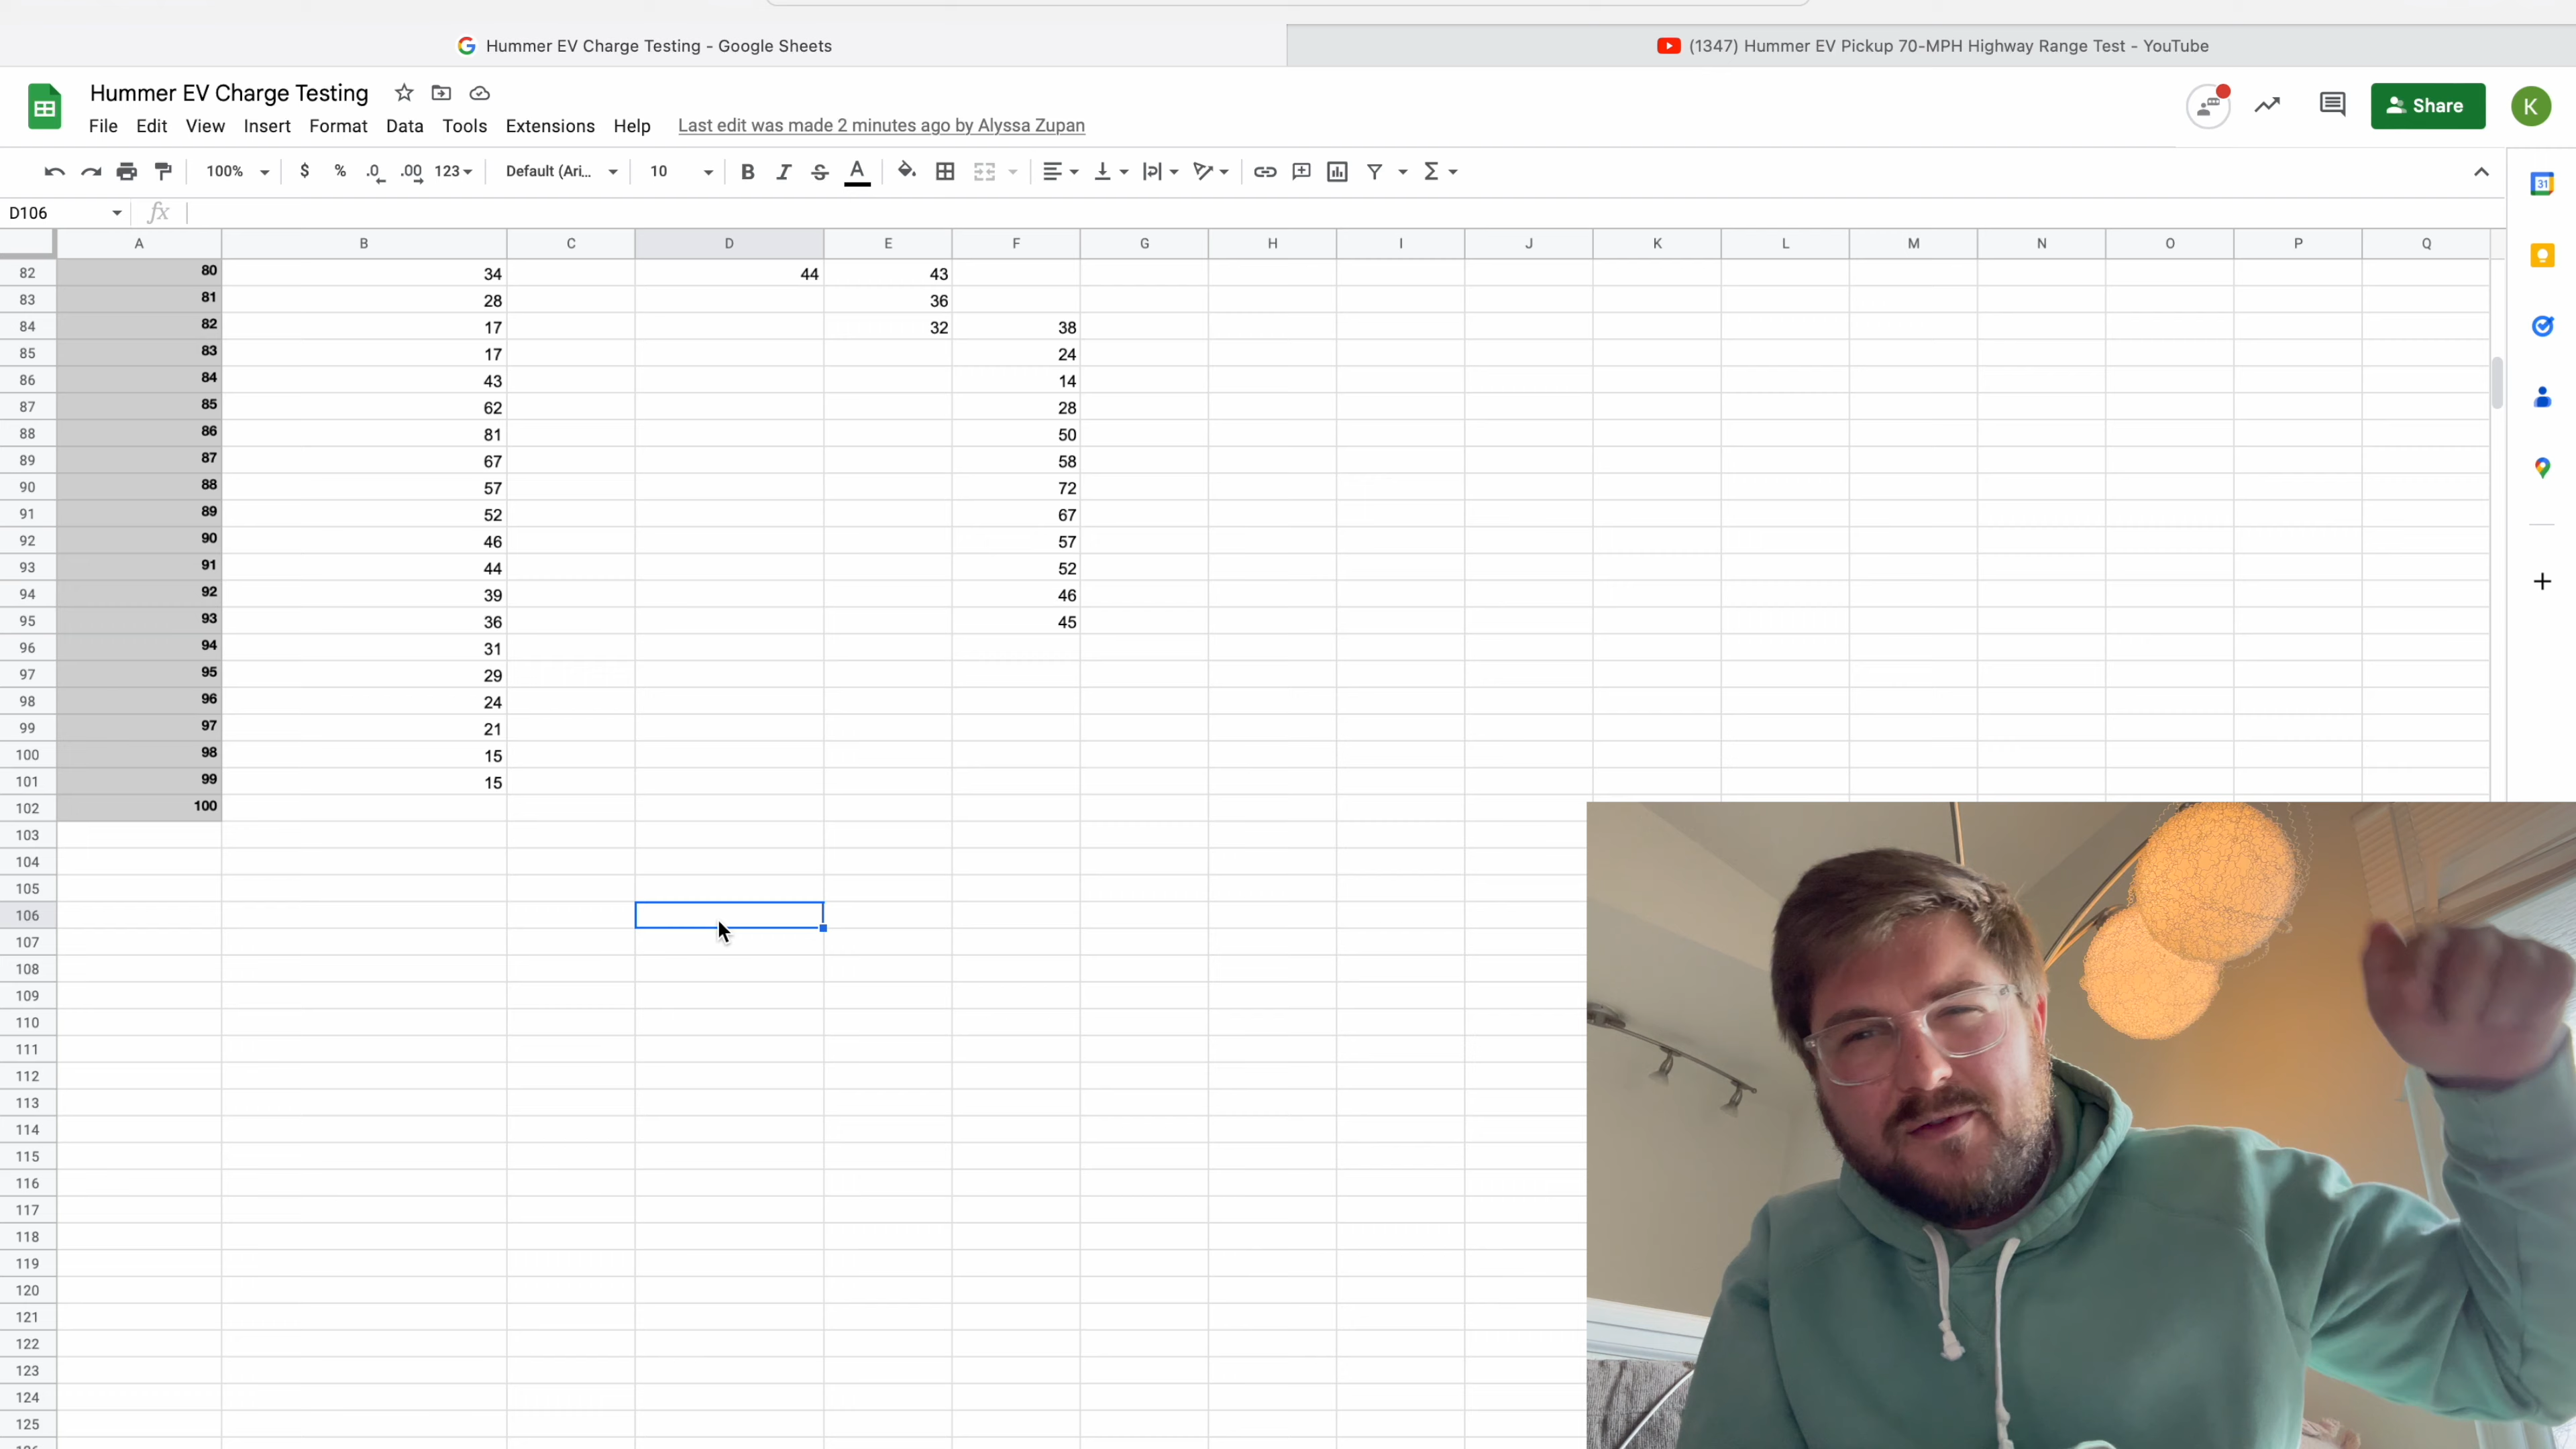 Hummer EV Charge Testing - Google Sheets
(1347) Hummer EV Pickup 70-MPH Highway Range Test - YouTube
Hummer EV Charge Testing
Share
K
File Edit View Insert Format Data Tools Extensions Help Last edit was made 2 minutes ago by Alyssa Zupan
100% $ % .0 .00 123 Default (Ari... 10 B I S A
31
D106 fx
A B C D E F G H I J K L M N O P Q
82 80 34 44 43
83 81 28 36
84 82 17 32 38
85 83 17 24
86 84 43 14
87 85 62 28
88 86 81 50
89 87 67 58
90 88 57 72
91 89 52 67
92 90 46 57
93 91 44 52
94 92 39 46
95 93 36 45
96 94 31
97 95 29
98 96 24
99 97 21
100 98 15
101 99 15
102 100
103
104
105
106
107
108
109
110
111
112
113
114
115
116
117
118
119
120
121
122
123
124
125